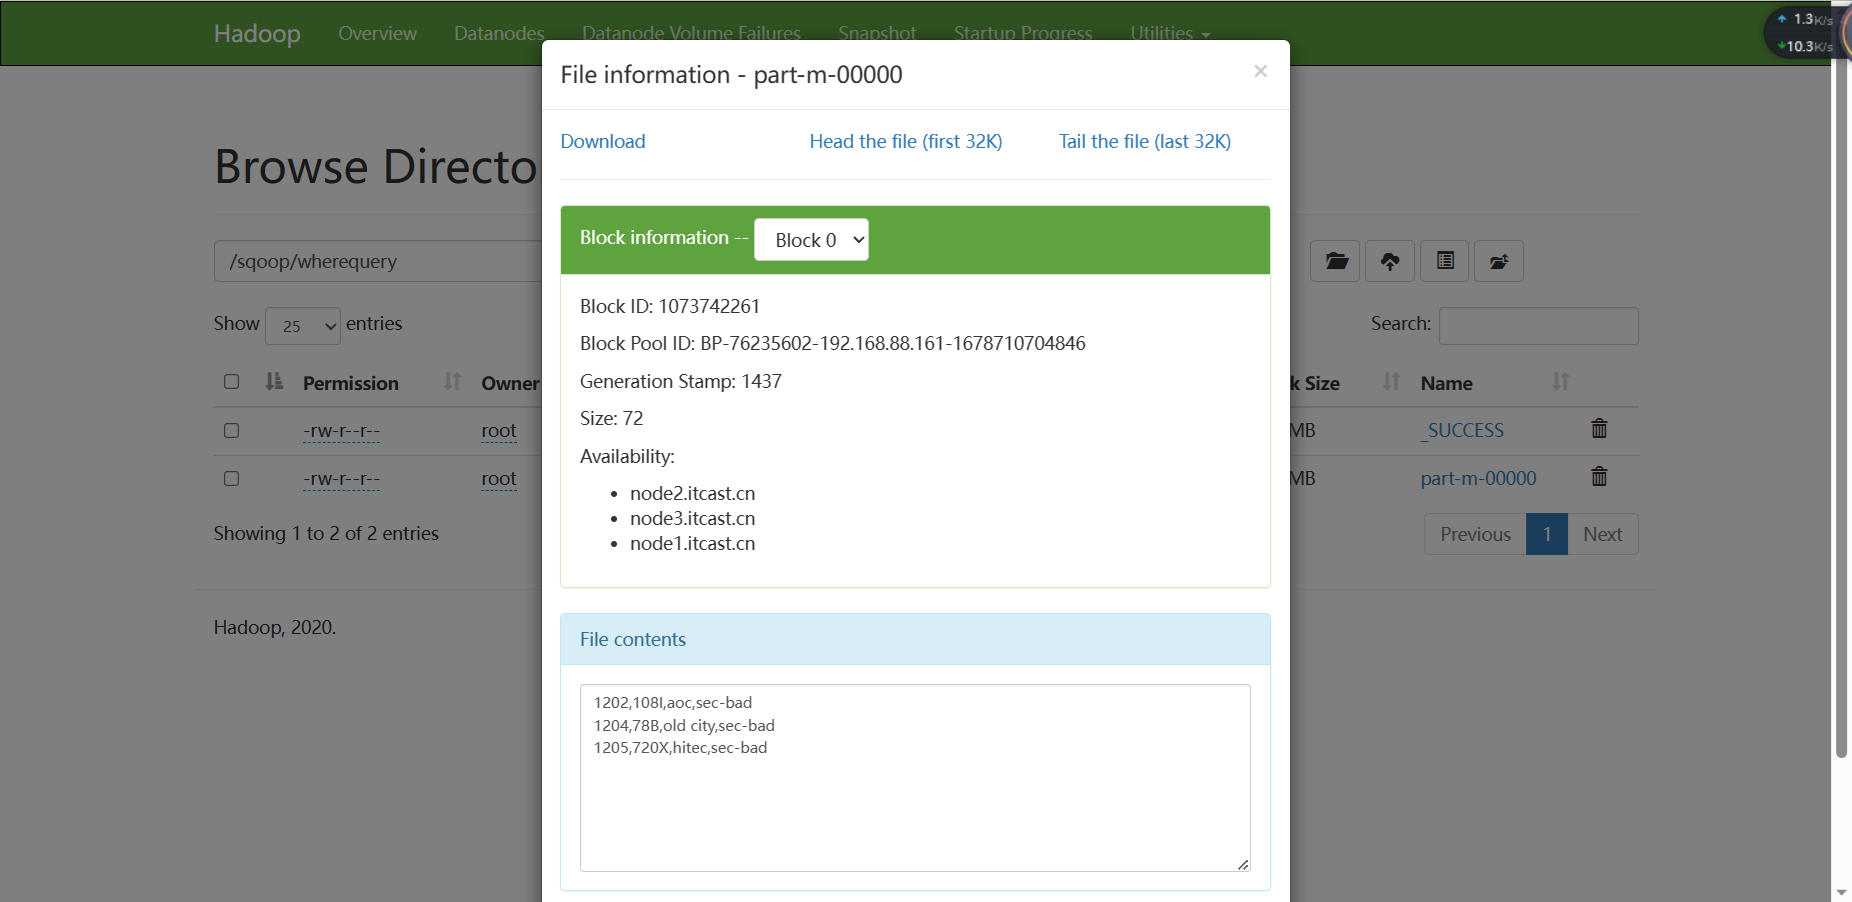 Hadoop Overview Datanodes Datanode Volume Failures Snapshot Startup Progress Utilities
1.3K/s
10.3K/s
File information - part-m-00000 ×
Download Head the file (first 32K) Tail the file (last 32K)
Browse Directo
Block information -- Block 0
/sqoop/wherequery
Block ID: 1073742261
Show 25 entries
Search:
Block Pool ID: BP-76235602-192.168.88.161-1678710704846
Generation Stamp: 1437
Permission Owner k Size Name
Size: 72
-rw-r--r-- root MB _SUCCESS
Availability:
-rw-r--r-- root MB part-m-00000
node2.itcast.cn
node3.itcast.cn
node1.itcast.cn
Showing 1 to 2 of 2 entries
Previous 1 Next
Hadoop, 2020.
File contents
1202,108I,aoc,sec-bad
1204,78B,old city,sec-bad
1205,720X,hitec,sec-bad